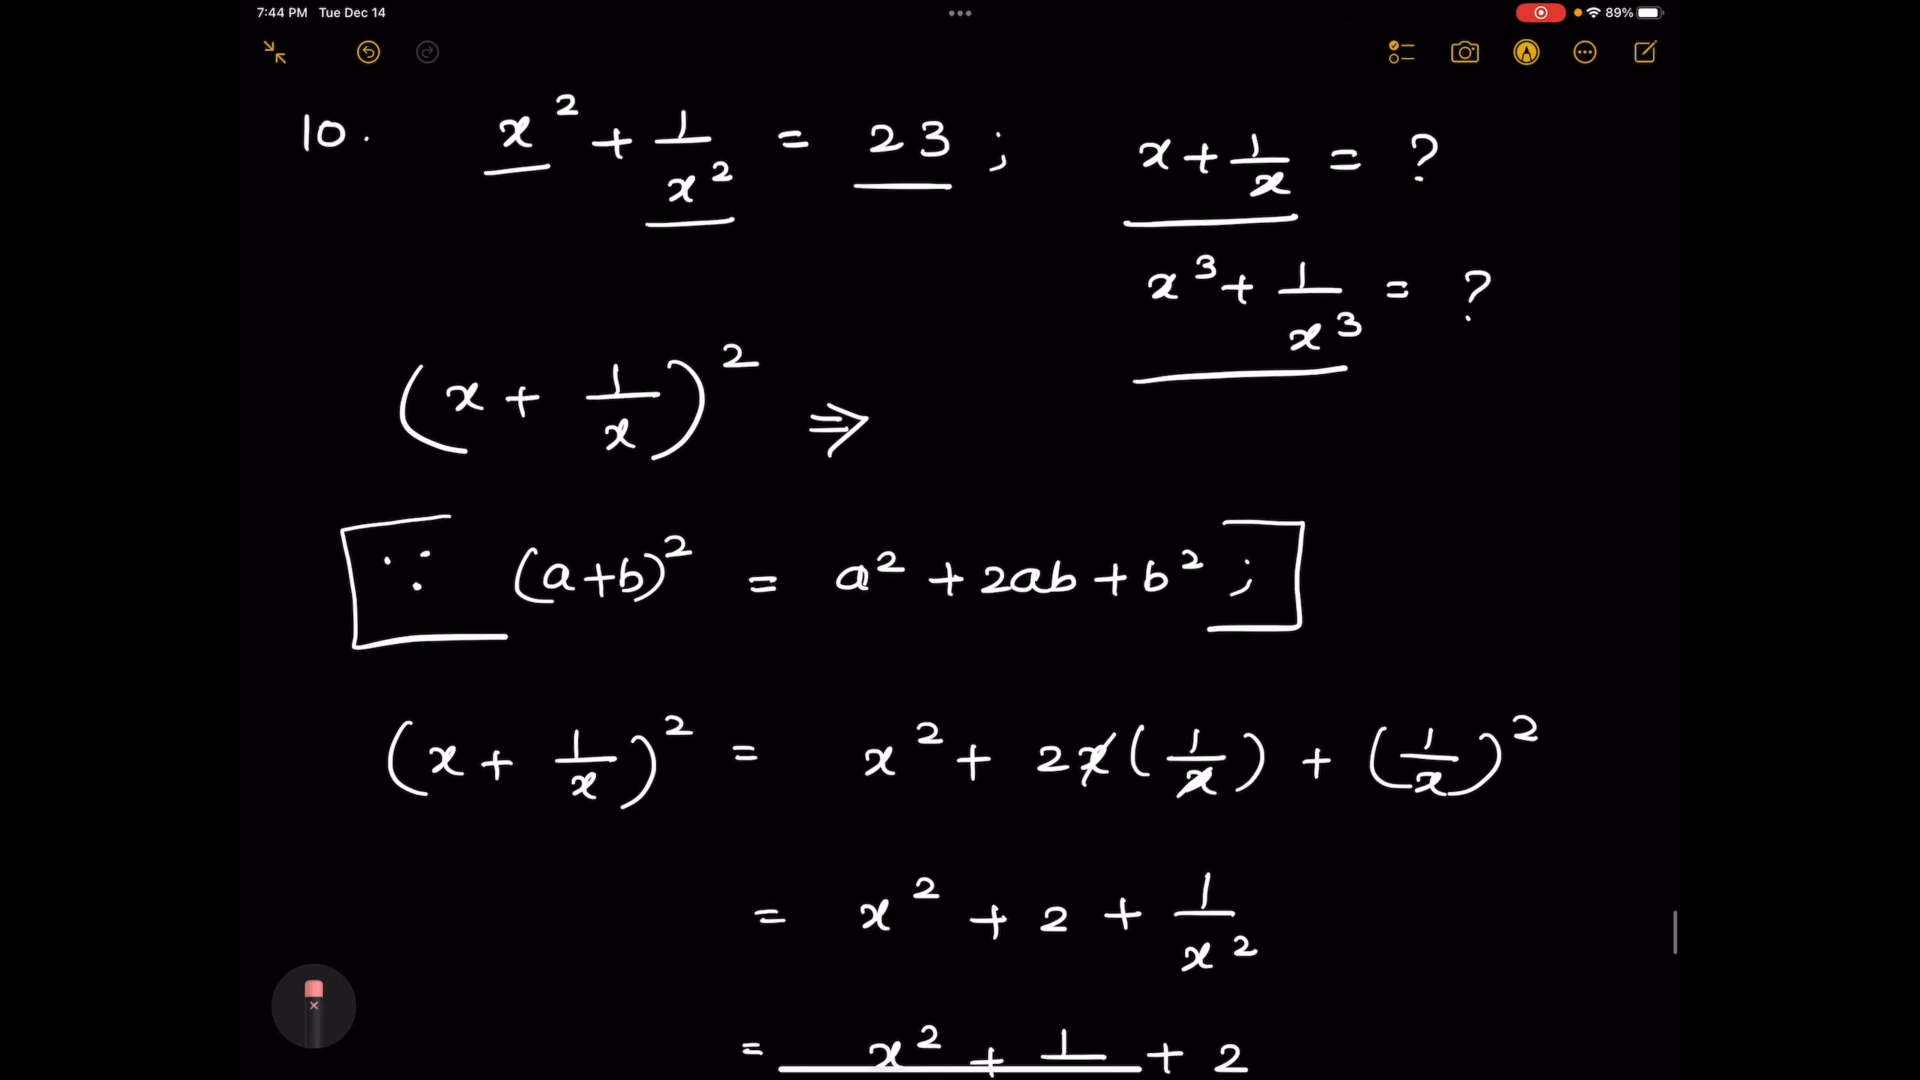 7:44 PM Tue Dec 14
89%
10. x² + 1/x² = 23 ; x + 1/x = ?
x³ + 1/x³ = ?
(x + 1/x)² ⇒
∵ (a+b)² = a² + 2ab + b² ;
(x + 1/x)² = x² + 2x(1/x) + (1/x)²
= x² + 2 + 1/x²
= x² + 1 + 2